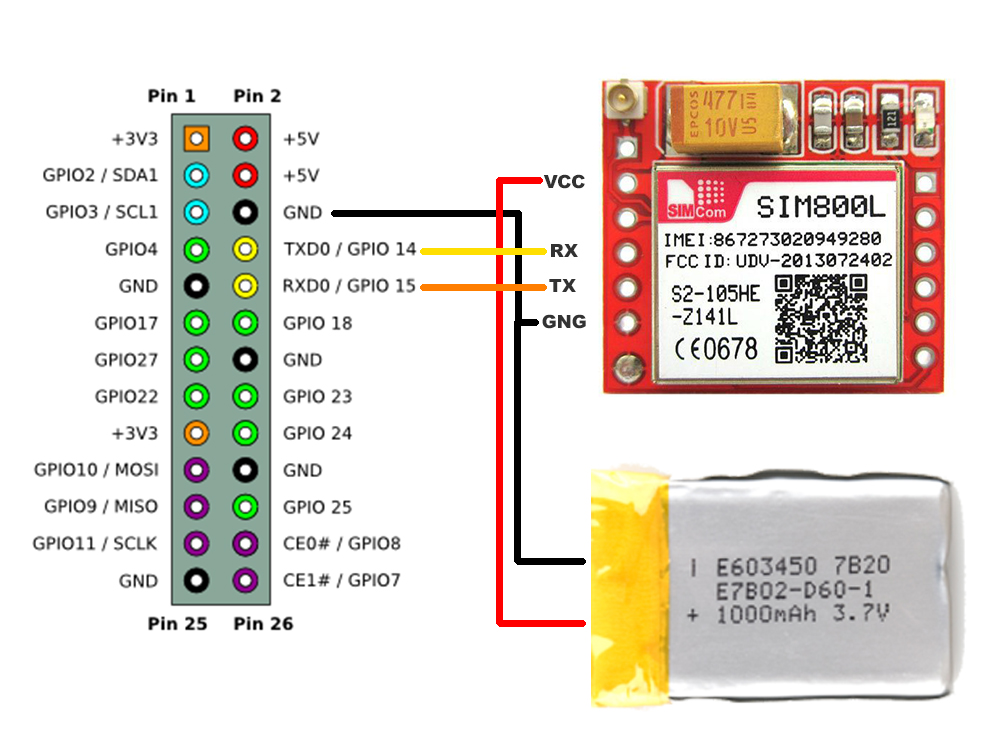 Pin 1 Pin 2
+3V3 +5V
GPIO2 / SDA1 +5V
GPIO3 / SCL1 GND
GPIO4 TXD0 / GPIO 14
GND RXD0 / GPIO 15
GPIO17 GPIO 18
GPIO27 GND
GPIO22 GPIO 23
+3V3 GPIO 24
GPIO10 / MOSI GND
GPIO9 / MISO GPIO 25
GPIO11 / SCLK CE0# / GPIO8
GND CE1# / GPIO7
Pin 25 Pin 26
VCC
RX
TX
GNG
EPCOS
477
10V
121
SIMCom
SIM800L
IMEI:867273020949280
FCC ID: UDV-2013072402
S2-105HE
-Z141L
CE0678
E603450 7B20
E7B02-D60-1
+ 1000mAh 3.7V